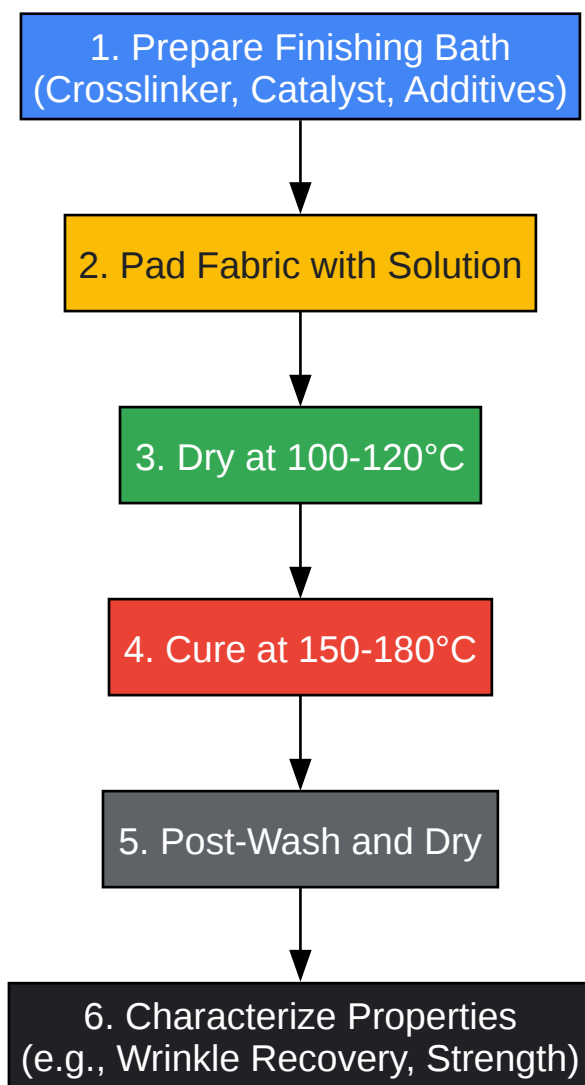 1. Prepare Finishing Bath
(Crosslinker, Catalyst, Additives)
2. Pad Fabric with Solution
3. Dry at 100-120°C
4. Cure at 150-180°C
5. Post-Wash and Dry
6. Characterize Properties
(e.g., Wrinkle Recovery, Strength)